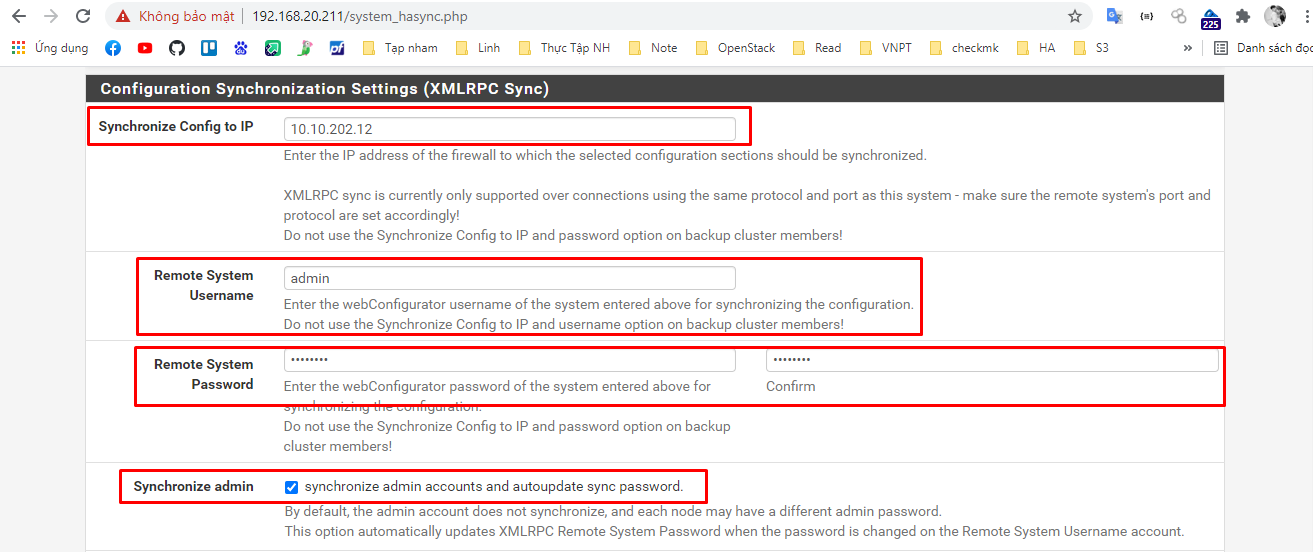 Không bảo mật | 192.168.20.211/system_hasync.php
225
Ứng dụng Tạp nham Linh Thực Tập NH Note OpenStack Read VNPT checkmk HA S3 » Danh sách đọc
Configuration Synchronization Settings (XMLRPC Sync)
Synchronize Config to IP 10.10.202.12
Enter the IP address of the firewall to which the selected configuration sections should be synchronized.
XMLRPC sync is currently only supported over connections using the same protocol and port as this system - make sure the remote system's port and
protocol are set accordingly!
Do not use the Synchronize Config to IP and password option on backup cluster members!
Remote System
Username
admin
Enter the webConfigurator username of the system entered above for synchronizing the configuration.
Do not use the Synchronize Config to IP and username option on backup cluster members!
Remote System
Password
•••••••• ••••••••
Enter the webConfigurator password of the system entered above for
synchronizing the configuration.
Do not use the Synchronize Config to IP and password option on backup
cluster members!
Confirm
Synchronize admin synchronize admin accounts and autoupdate sync password.
By default, the admin account does not synchronize, and each node may have a different admin password.
This option automatically updates XMLRPC Remote System Password when the password is changed on the Remote System Username account.